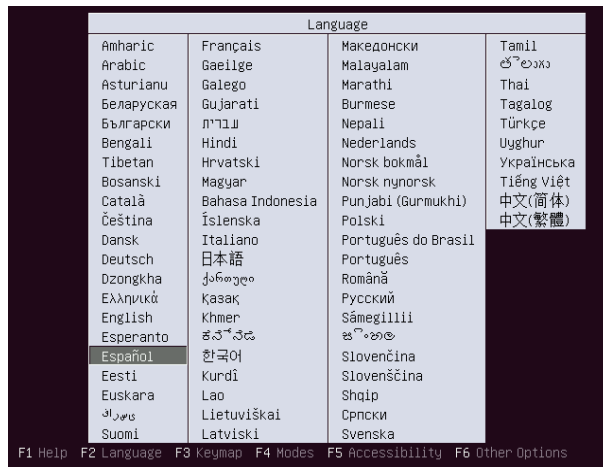 Language
Amharic
Arabic
Asturianu
Беларуская
Български
Bengali
Tibetan
Bosanski
Català
Čeština
Dansk
Deutsch
Dzongkha
Ελληνικά
English
Esperanto
Español
Eesti
Euskara
Suomi
Français
Gaeilge
Galego
Gujarati
עברית
Hindi
Hrvatski
Magyar
Bahasa Indonesia
Íslenska
Italiano
日本語
ქართული
Қазақ
Khmer
한국어
Kurdî
Lao
Lietuviškai
Latviski
Македонски
Malayalam
Marathi
Burmese
Nepali
Nederlands
Norsk bokmål
Norsk nynorsk
Punjabi (Gurmukhi)
Polski
Português do Brasil
Português
Română
Русский
Sámegillii
Slovenčina
Slovenščina
Shqip
Српски
Svenska
Tamil
Thai
Tagalog
Türkçe
Uyghur
Українська
Tiếng Việt
中文(简体)
中文(繁體)
F1 Help F2 Language F3 Keymap F4 Modes F5 Accessibility F6 Other Options